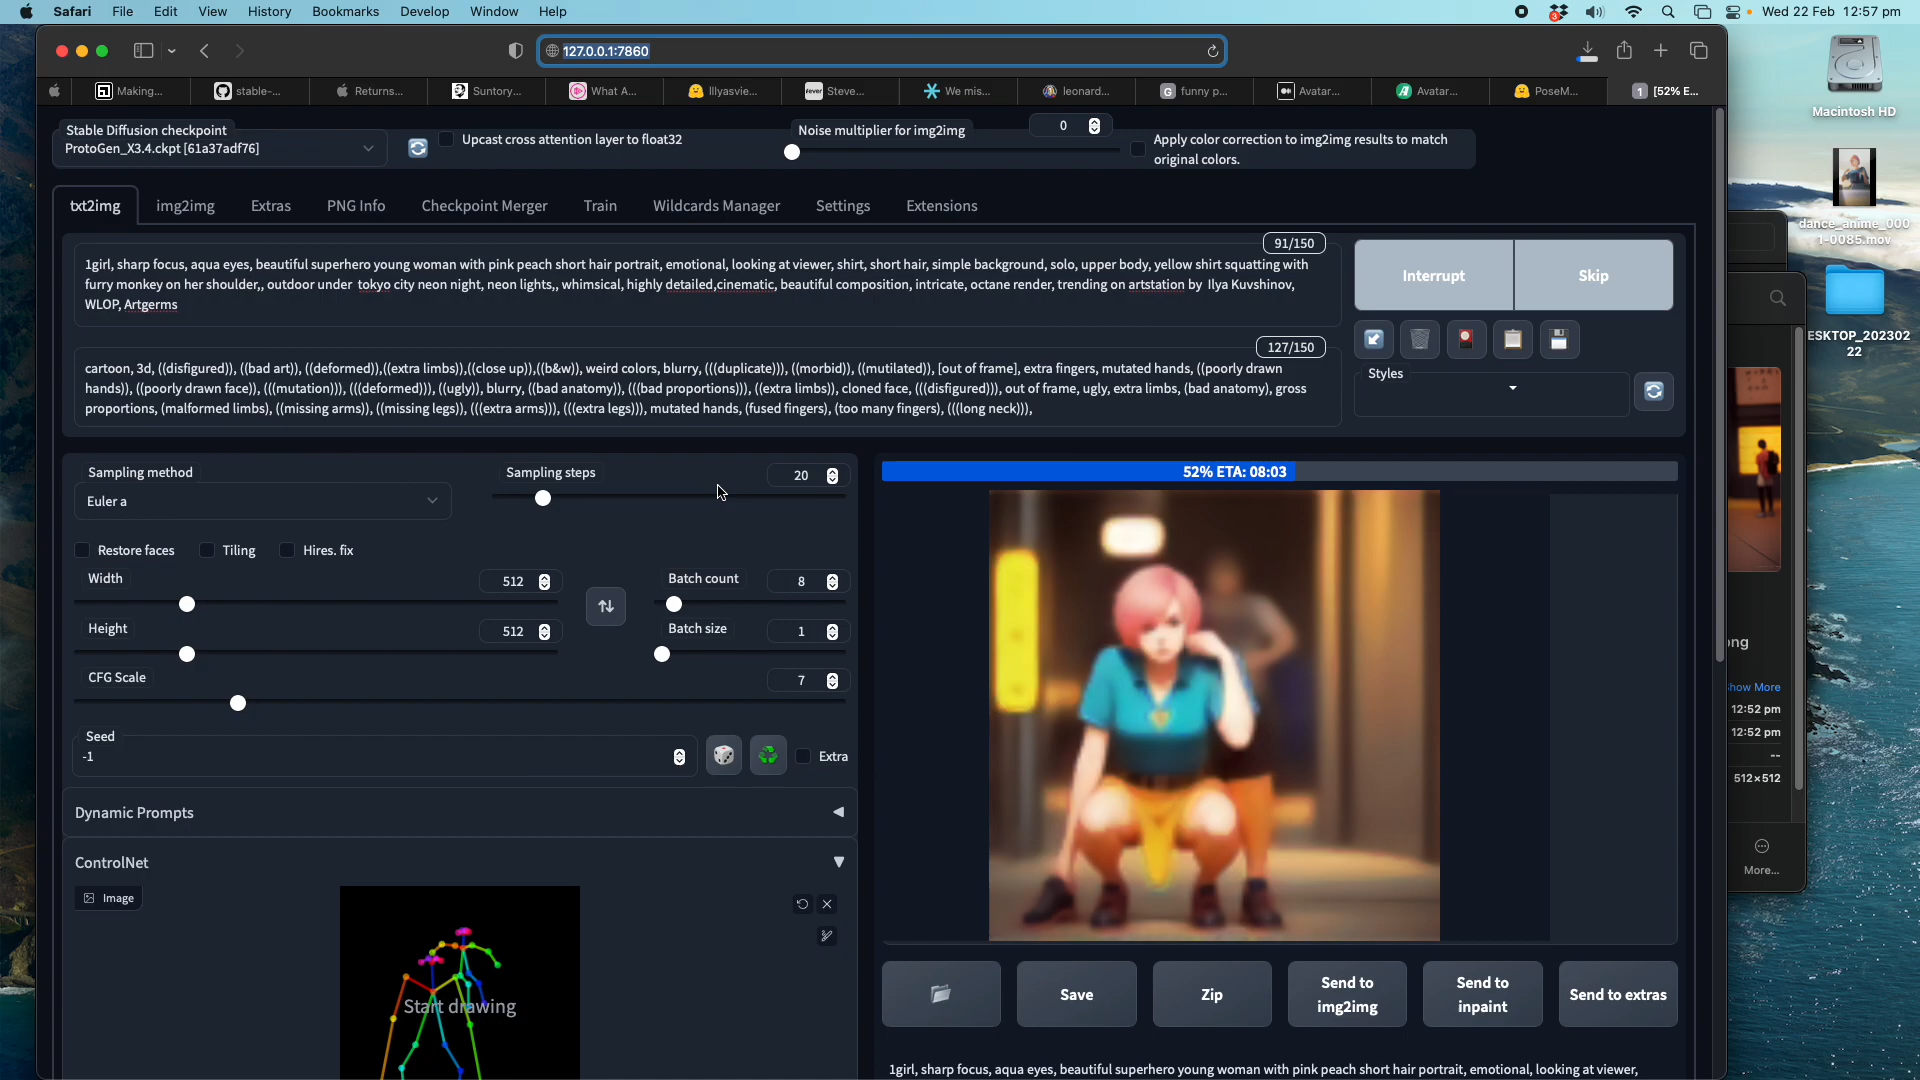 Safari File Edit View History Bookmarks Develop Window Help
3
Wed 22 Feb 12:57 pm
127.0.0.1:7860
Making...
stable-...
Returns...
Suntory...
What A...
Illyasvie...
4ever
Steve...
We mis...
leonard...
G funny p...
Avatar...
Avatar...
PoseM...
1 [52% E...
Macintosh HD
dance_anime_000
1-0085.mov
ESKTOP_202302
22
Stable Diffusion checkpoint
ProtoGen_X3.4.ckpt [61a37adf76]
Upcast cross attention layer to float32
Noise multiplier for img2img
0
Apply color correction to img2img results to match
original colors.
txt2img img2img Extras PNG Info Checkpoint Merger Train Wildcards Manager Settings Extensions
91/150
1girl, sharp focus, aqua eyes, beautiful superhero young woman with pink peach short hair portrait, emotional, looking at viewer, shirt, short hair, simple background, solo, upper body, yellow shirt squatting with
furry monkey on her shoulder,, outdoor under tokyo city neon night, neon lights,, whimsical, highly detailed,cinematic, beautiful composition, intricate, octane render, trending on artstation by Ilya Kuvshinov,
WLOP, Artgerms
Interrupt
Skip
127/150
cartoon, 3d, ((disfigured)), ((bad art)), ((deformed)),((extra limbs)),((close up)),((b&w)), weird colors, blurry, (((duplicate))), ((morbid)), ((mutilated)), [out of frame], extra fingers, mutated hands, ((poorly drawn
hands)), ((poorly drawn face)), (((mutation))), (((deformed))), ((ugly)), blurry, ((bad anatomy)), (((bad proportions))), ((extra limbs)), cloned face, (((disfigured))), out of frame, ugly, extra limbs, (bad anatomy), gross
proportions, (malformed limbs), ((missing arms)), ((missing legs)), (((extra arms))), (((extra legs))), mutated hands, (fused fingers), (too many fingers), (((long neck))),
Styles
Sampling method
Euler a
Sampling steps
20
52% ETA: 08:03
Restore faces
Tiling
Hires. fix
Width
512
Batch count
8
Height
512
Batch size
1
CFG Scale
7
Seed
-1
Extra
Dynamic Prompts
ControlNet
Image
Start drawing
Save
Zip
Send to
img2img
Send to
inpaint
Send to extras
1girl, sharp focus, aqua eyes, beautiful superhero young woman with pink peach short hair portrait, emotional, looking at viewer,
ong
Show More
12:52 pm
12:52 pm
--
512×512
More...